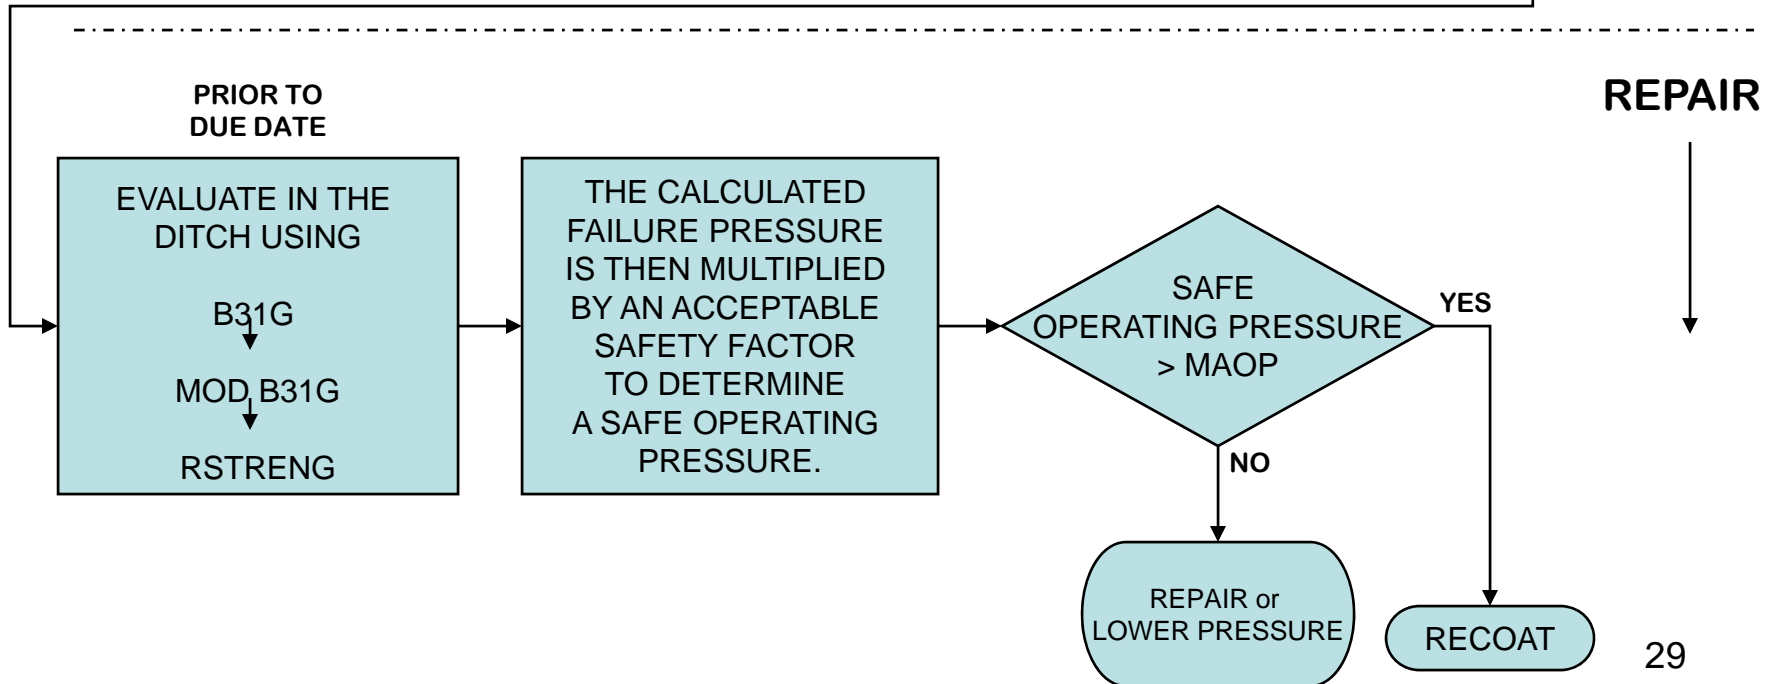 PRIOR TO
DUE DATE
REPAIR
EVALUATE IN THE
DITCH USING
B31G
MOD B31G
RSTRENG
THE CALCULATED
FAILURE PRESSURE
IS THEN MULTIPLIED
BY AN ACCEPTABLE
SAFETY FACTOR
TO DETERMINE
A SAFE OPERATING
PRESSURE.
SAFE
OPERATING PRESSURE
> MAOP
YES
NO
REPAIR or
LOWER PRESSURE
RECOAT
29